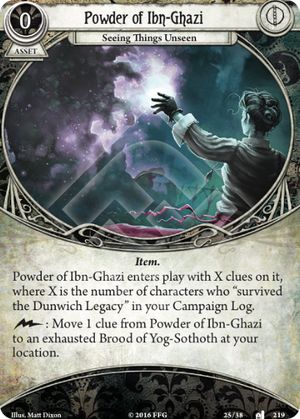 Powder of Ibn-Ghazi
0
Seeing Things Unseen
ASSET
Item.
Powder of Ibn-Ghazi enters play with X clues on it,
where X is the number of characters who “survived
the Dunwich Legacy” in your Campaign Log.
: Move 1 clue from Powder of Ibn-Ghazi
to an exhausted Brood of Yog-Sothoth at your
location.
Illus. Matt Dixon
© 2016 FFG
25/38
219